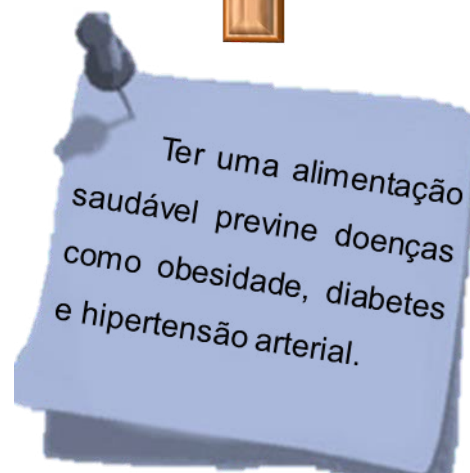 Ter uma alimentação
saudável previne doenças
como obesidade, diabetes
e hipertensão arterial.